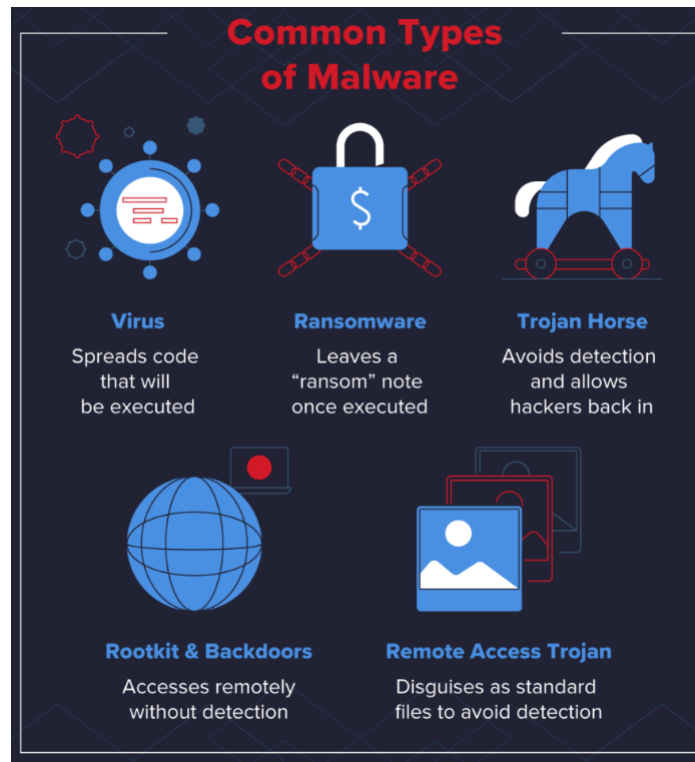 Common Types
of Malware
$
Virus
Spreads code
that will
be executed
Ransomware
Leaves a
“ransom” note
once executed
Trojan Horse
Avoids detection
and allows
hackers back in
Rootkit & Backdoors
Accesses remotely
without detection
Remote Access Trojan
Disguises as standard
files to avoid detection